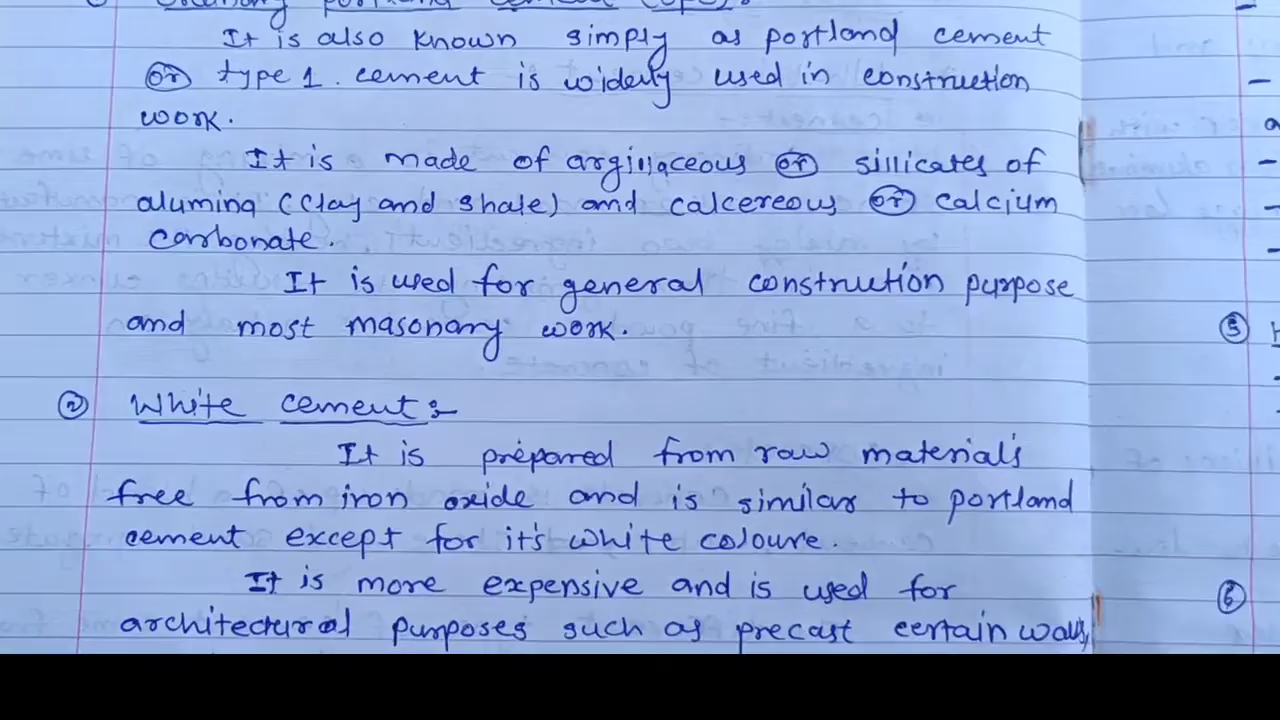 It is also known simply as portland cement
or type 1. cement is widerly used in construction
work.
It is made of argillaceous or sillicates of
alumina (clay and shale) and calcereous or calcium
carbonate.
It is used for general construction purpose
and most masonary work.
② White cement :-
It is prepared from raw materials
free from iron oxide and is similar to portland
cement except for it's white coloure.
It is more expensive and is used for
architectural purposes such as precast certain walls,
⑤
⑥